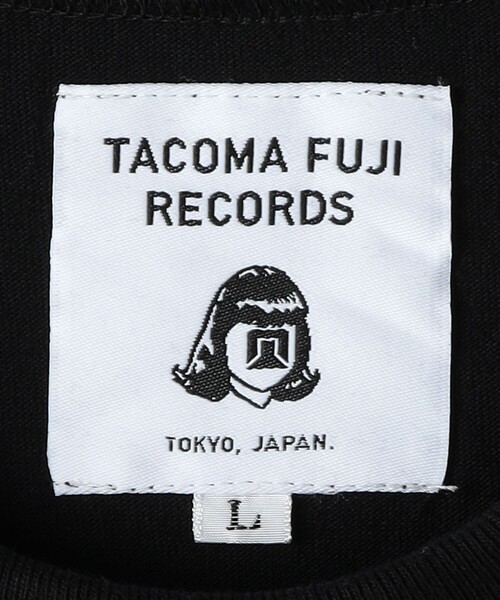 TACOMA FUJI
RECORDS
TOKYO, JAPAN.
L